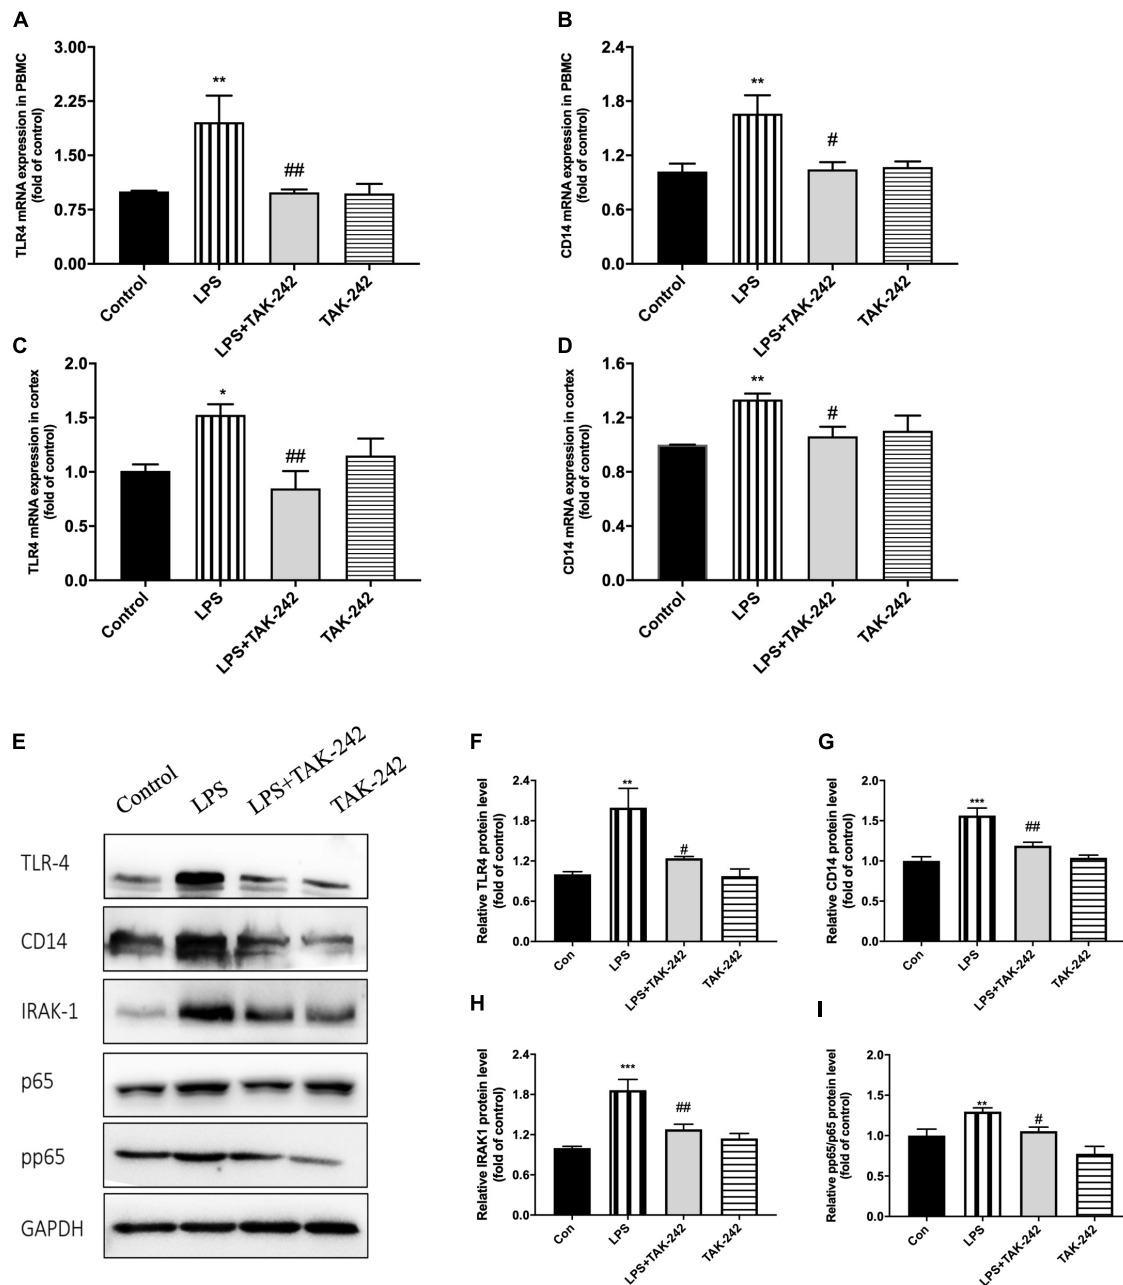 A
TLR4 mRNA expression in PBMC
(fold of control)
3.00
2.25
1.50
0.75
0.00
**
##
Control
LPS
LPS+TAK-242
TAK-242
B
CD14 mRNA expression in PBMC
(fold of control)
2.4
1.8
1.2
0.6
0.0
**
#
Control
LPS
LPS+TAK-242
TAK-242
C
TLR4 mRNA expression in cortex
(fold of control)
2.0
1.5
1.0
0.5
0.0
*
##
Control
LPS
LPS+TAK-242
TAK-242
D
CD14 mRNA expression in cortex
(fold of control)
1.6
1.2
0.8
0.4
0.0
**
#
Control
LPS
LPS+TAK-242
TAK-242
E
Control
LPS
LPS+TAK-242
TAK-242
TLR-4
CD14
IRAK-1
p65
pp65
GAPDH
F
Relative TLR4 protein level
(fold of control)
2.4
1.8
1.2
0.6
0.0
**
#
Con
LPS
LPS+TAK-242
TAK-242
G
Relative CD14 protein level
(fold of control)
2.0
1.5
1.0
0.5
0.0
***
##
Con
LPS
LPS+TAK-242
TAK-242
H
Relative IRAK1 protein level
(fold of control)
2.4
1.8
1.2
0.6
0.0
***
##
Con
LPS
LPS+TAK-242
TAK-242
I
Relative pp65/p65 protein level
(fold of control)
2.0
1.5
1.0
0.5
0.0
**
#
Con
LPS
LPS+TAK-242
TAK-242